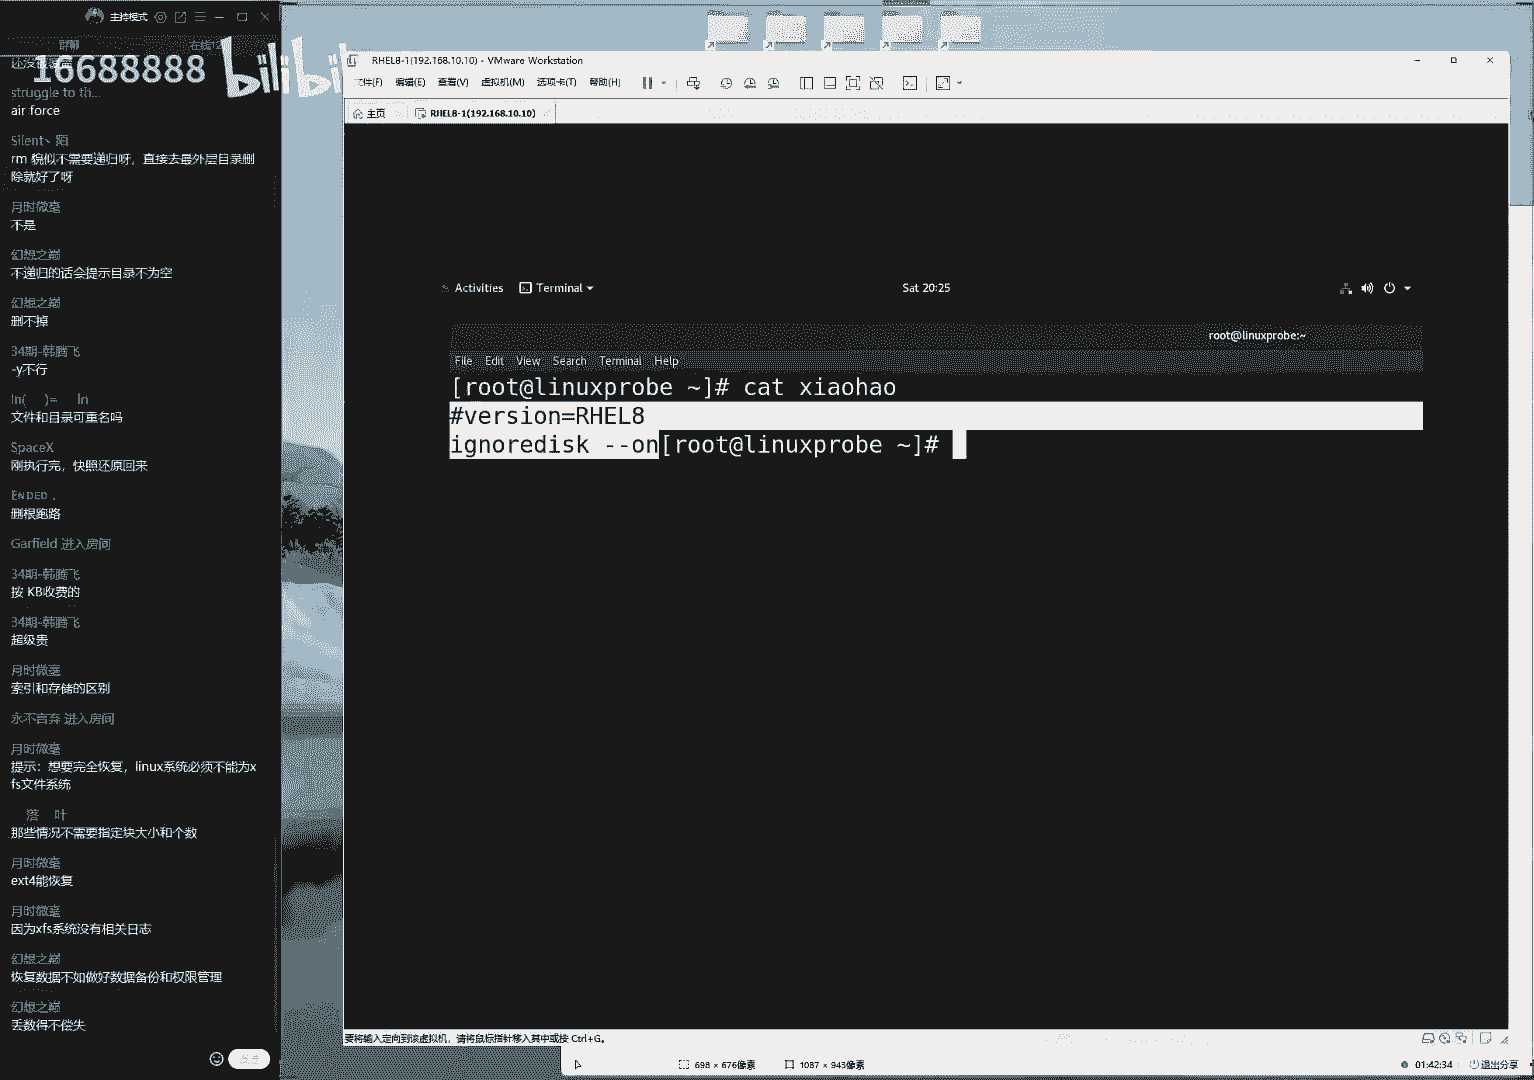 主持模式
群聊
16688888
bilibi
struggle to th...
air force
Silent丶 陌
rm 貌似不需要递归呀，直接去最外层目录删
除就好了呀
月时微毫
不是
幻想之巅
不递归的话会提示目录不为空
幻想之巅
删不掉
34期-韩腾飞
-y不行
ln( )= ln
文件和目录可重名吗
SpaceX
刚执行完，快照还原回来
Ended .
删根跑路
Garfield 进入房间
34期-韩腾飞
按 KB收费的
34期-韩腾飞
超级贵
月时微毫
索引和存储的区别
永不言弃 进入房间
月时微毫
提示：想要完全恢复，linux系统必须不能为x
fs文件系统
落 叶
那些情况不需要指定块大小和个数
月时微毫
ext4能恢复
月时微毫
因为xfs系统没有相关日志
幻想之巅
恢复数据不如做好数据备份和权限管理
幻想之巅
丢数得不偿失
RHEL8-1(192.168.10.10) - VMware Workstation
文件(F) 编辑(E) 查看(V) 虚拟机(M) 选项卡(T) 帮助(H)
主页 RHEL8-1(192.168.10.10)
Activities Terminal Sat 20:25
root@linuxprobe:~
File Edit View Search Terminal Help
[root@linuxprobe ~]# cat xiaohao
#version=RHEL8
ignoredisk --on[root@linuxprobe ~]#
要将输入定向到该虚拟机，请将鼠标指针移入其中或按 Ctrl+G。
698 × 676像素 1087 × 943像素 01:42:34 退出分享